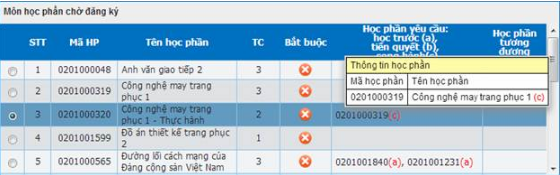 Môn học phần chờ đăng ký
STT Mã HP Tên học phần TC Bắt buộc Học phần yêu cầu: học trước (a), tiên quyết (b), Học phần tương đương
1 0201000048 Anh văn giao tiếp 2 3
2 0201000319 Công nghệ may trang phục 1 3
3 0201000320 Công nghệ may trang phục 1 - Thực hành 2 0201000319(c)
4 0201001599 Đồ án thiết kế trang phục 2 1
5 0201000565 Đường lối cách mạng của Đảng cộng sản Việt Nam 3 0201001840(a), 0201001231(a)
Thông tin học phần
Mã học phần Tên học phần
0201000319 Công nghệ may trang phục 1 (c)